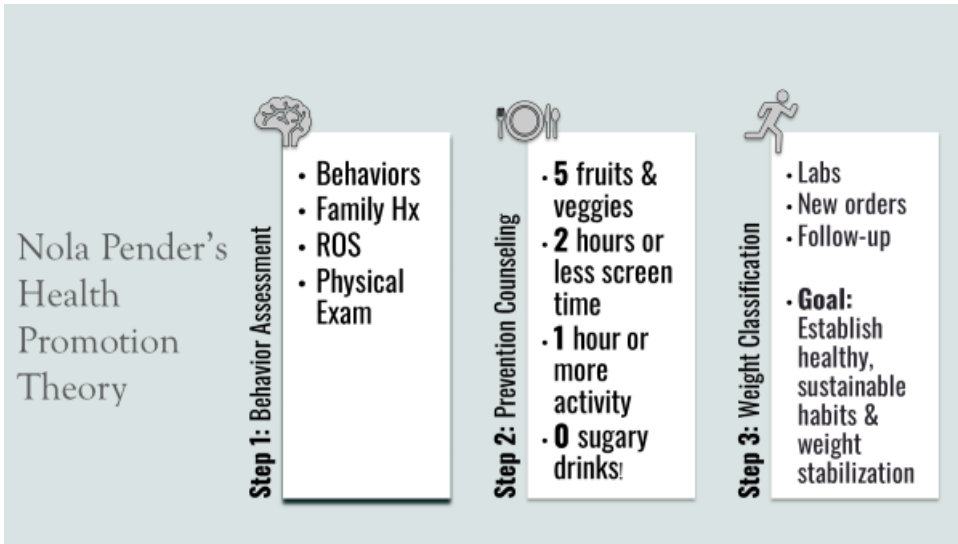 Nola Pender's
Health
Promotion
Theory
Step 1: Behavior Assessment
• Behaviors
• Family Hx
• ROS
• Physical
Exam
Step 2: Prevention Counseling
• 5 fruits &
veggies
• 2 hours or
less screen
time
• 1 hour or
more
activity
• 0 sugary
drinks!
Step 3: Weight Classification
• Labs
• New orders
• Follow-up
• Goal:
Establish
healthy,
sustainable
habits &
weight
stabilization